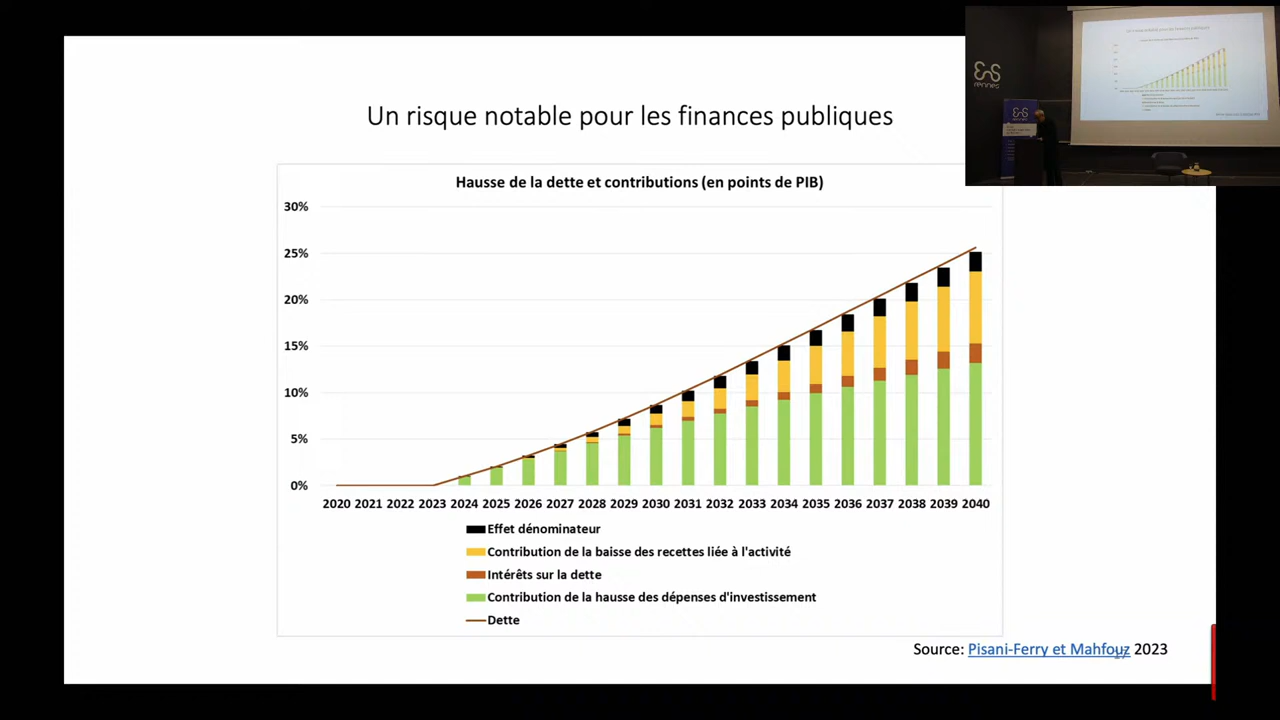 Un risque notable pour les finances publiques
Hausse de la dette et contributions (en points de PIB)
30%
25%
20%
15%
10%
5%
0%
2020 2021 2022 2023 2024 2025 2026 2027 2028 2029 2030 2031 2032 2033 2034 2035 2036 2037 2038 2039 2040
Effet dénominateur
Contribution de la baisse des recettes liée à l'activité
Intérêts sur la dette
Contribution de la hausse des dépenses d'investissement
Dette
Source: Pisani-Ferry et Mahfouz 2023
ens
rennes